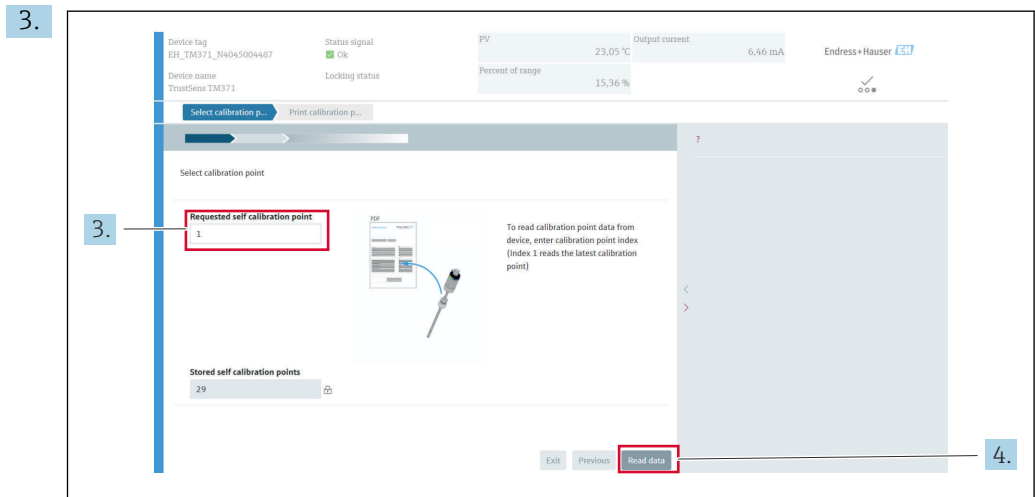 3.
Device tag
EH_TM371_N4045004487
Status signal
Ok
PV
23,05 °C
Output current
6,46 mA
Endress+Hauser EH
Device name
TrustSens TM371
Locking status
Percent of range
15,36 %
Select calibration p...
Print calibration p...
?
Select calibration point
3.
Requested self calibration point
1
PDF
To read calibration point data from
device, enter calibration point index
(Index 1 reads the latest calibration
point)
Stored self calibration points
29
Exit
Previous
Read data
4.